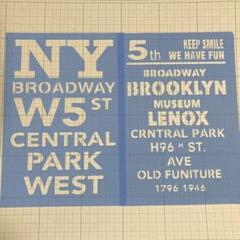 NY
BROADWAY
W5 ST
CENTRAL
PARK
WEST
5th KEEP SMILE
WE HAVE FUN
BROADWAY
BROOKLYN
MUSEUM
LENOX
CRNTRAL PARK
H96 H ST.
AVE
OLD FUNITURE
1796 1946